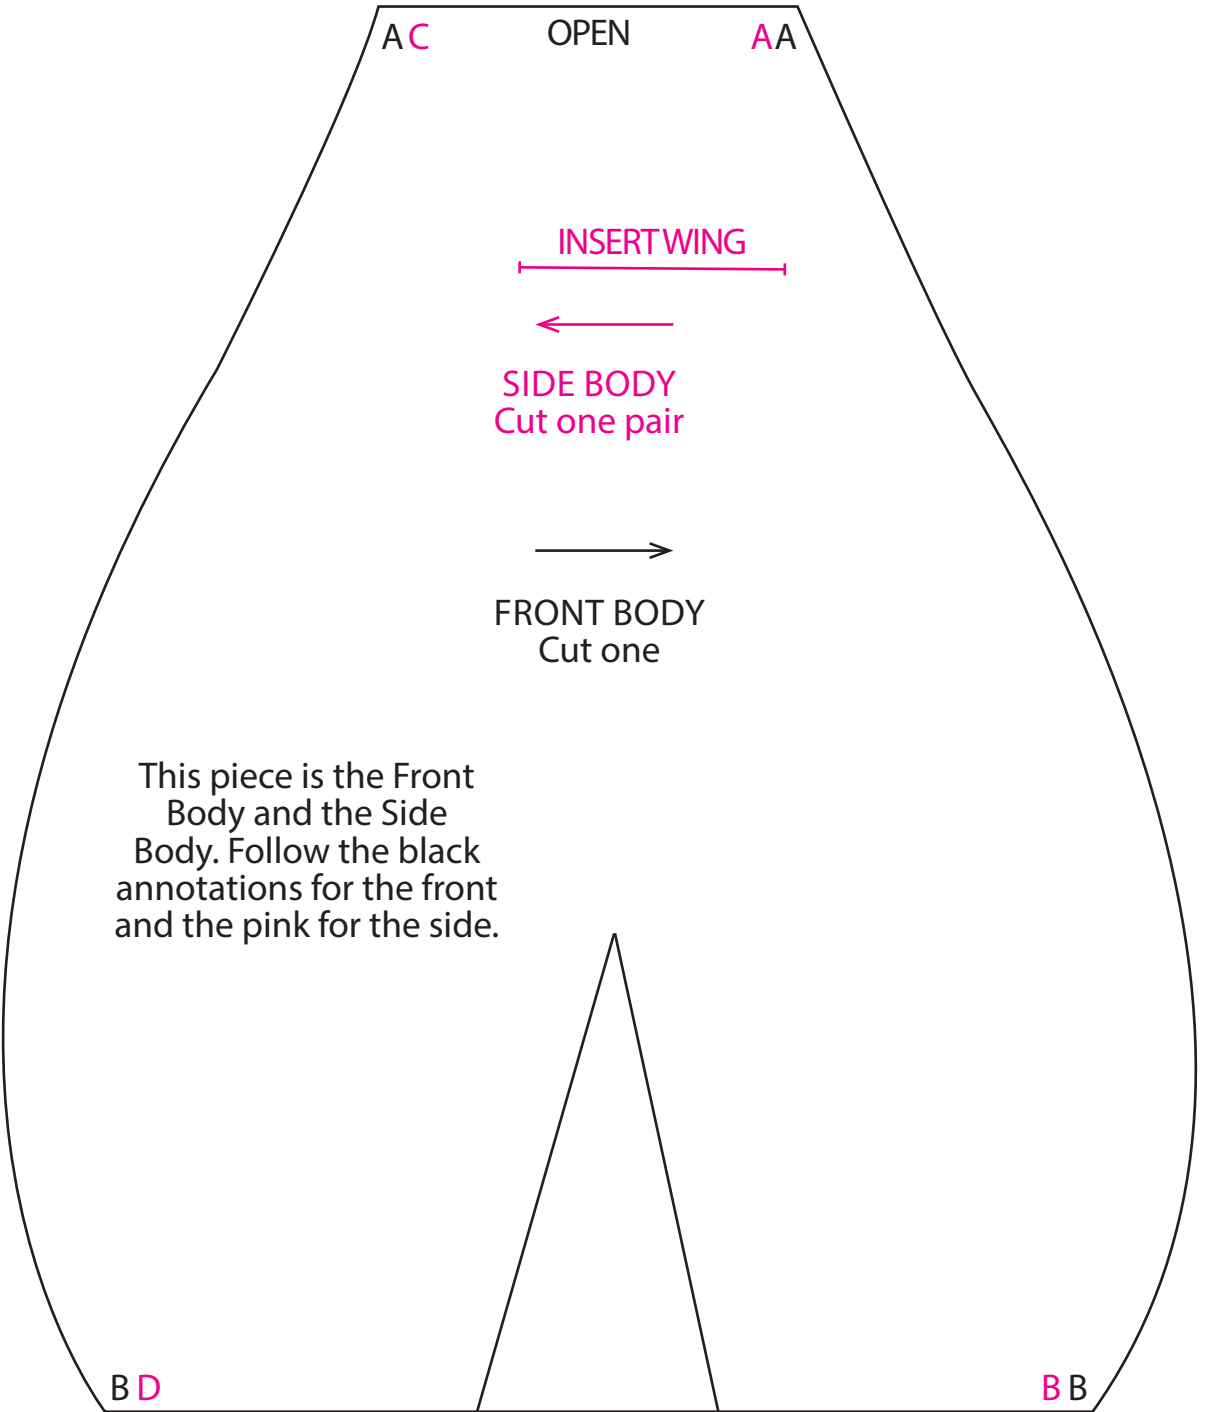 A C OPEN A A
INSERT WING
SIDE BODY
Cut one pair
FRONT BODY
Cut one
This piece is the Front
Body and the Side
Body. Follow the black
annotations for the front
and the pink for the side.
B D B B